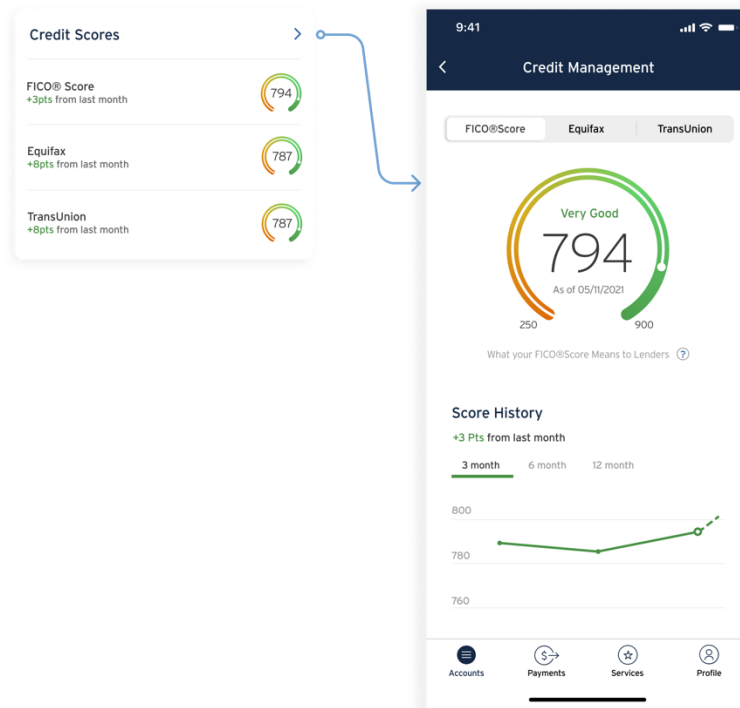 Credit Scores
FICO® Score
+3pts from last month
794
Equifax
+8pts from last month
787
TransUnion
+8pts from last month
787
9:41
Credit Management
FICO®Score Equifax TransUnion
Very Good
794
As of 05/11/2021
250 900
What your FICO®Score Means to Lenders ?
Score History
+3 Pts from last month
3 month 6 month 12 month
800
780
760
Accounts Payments Services Profile